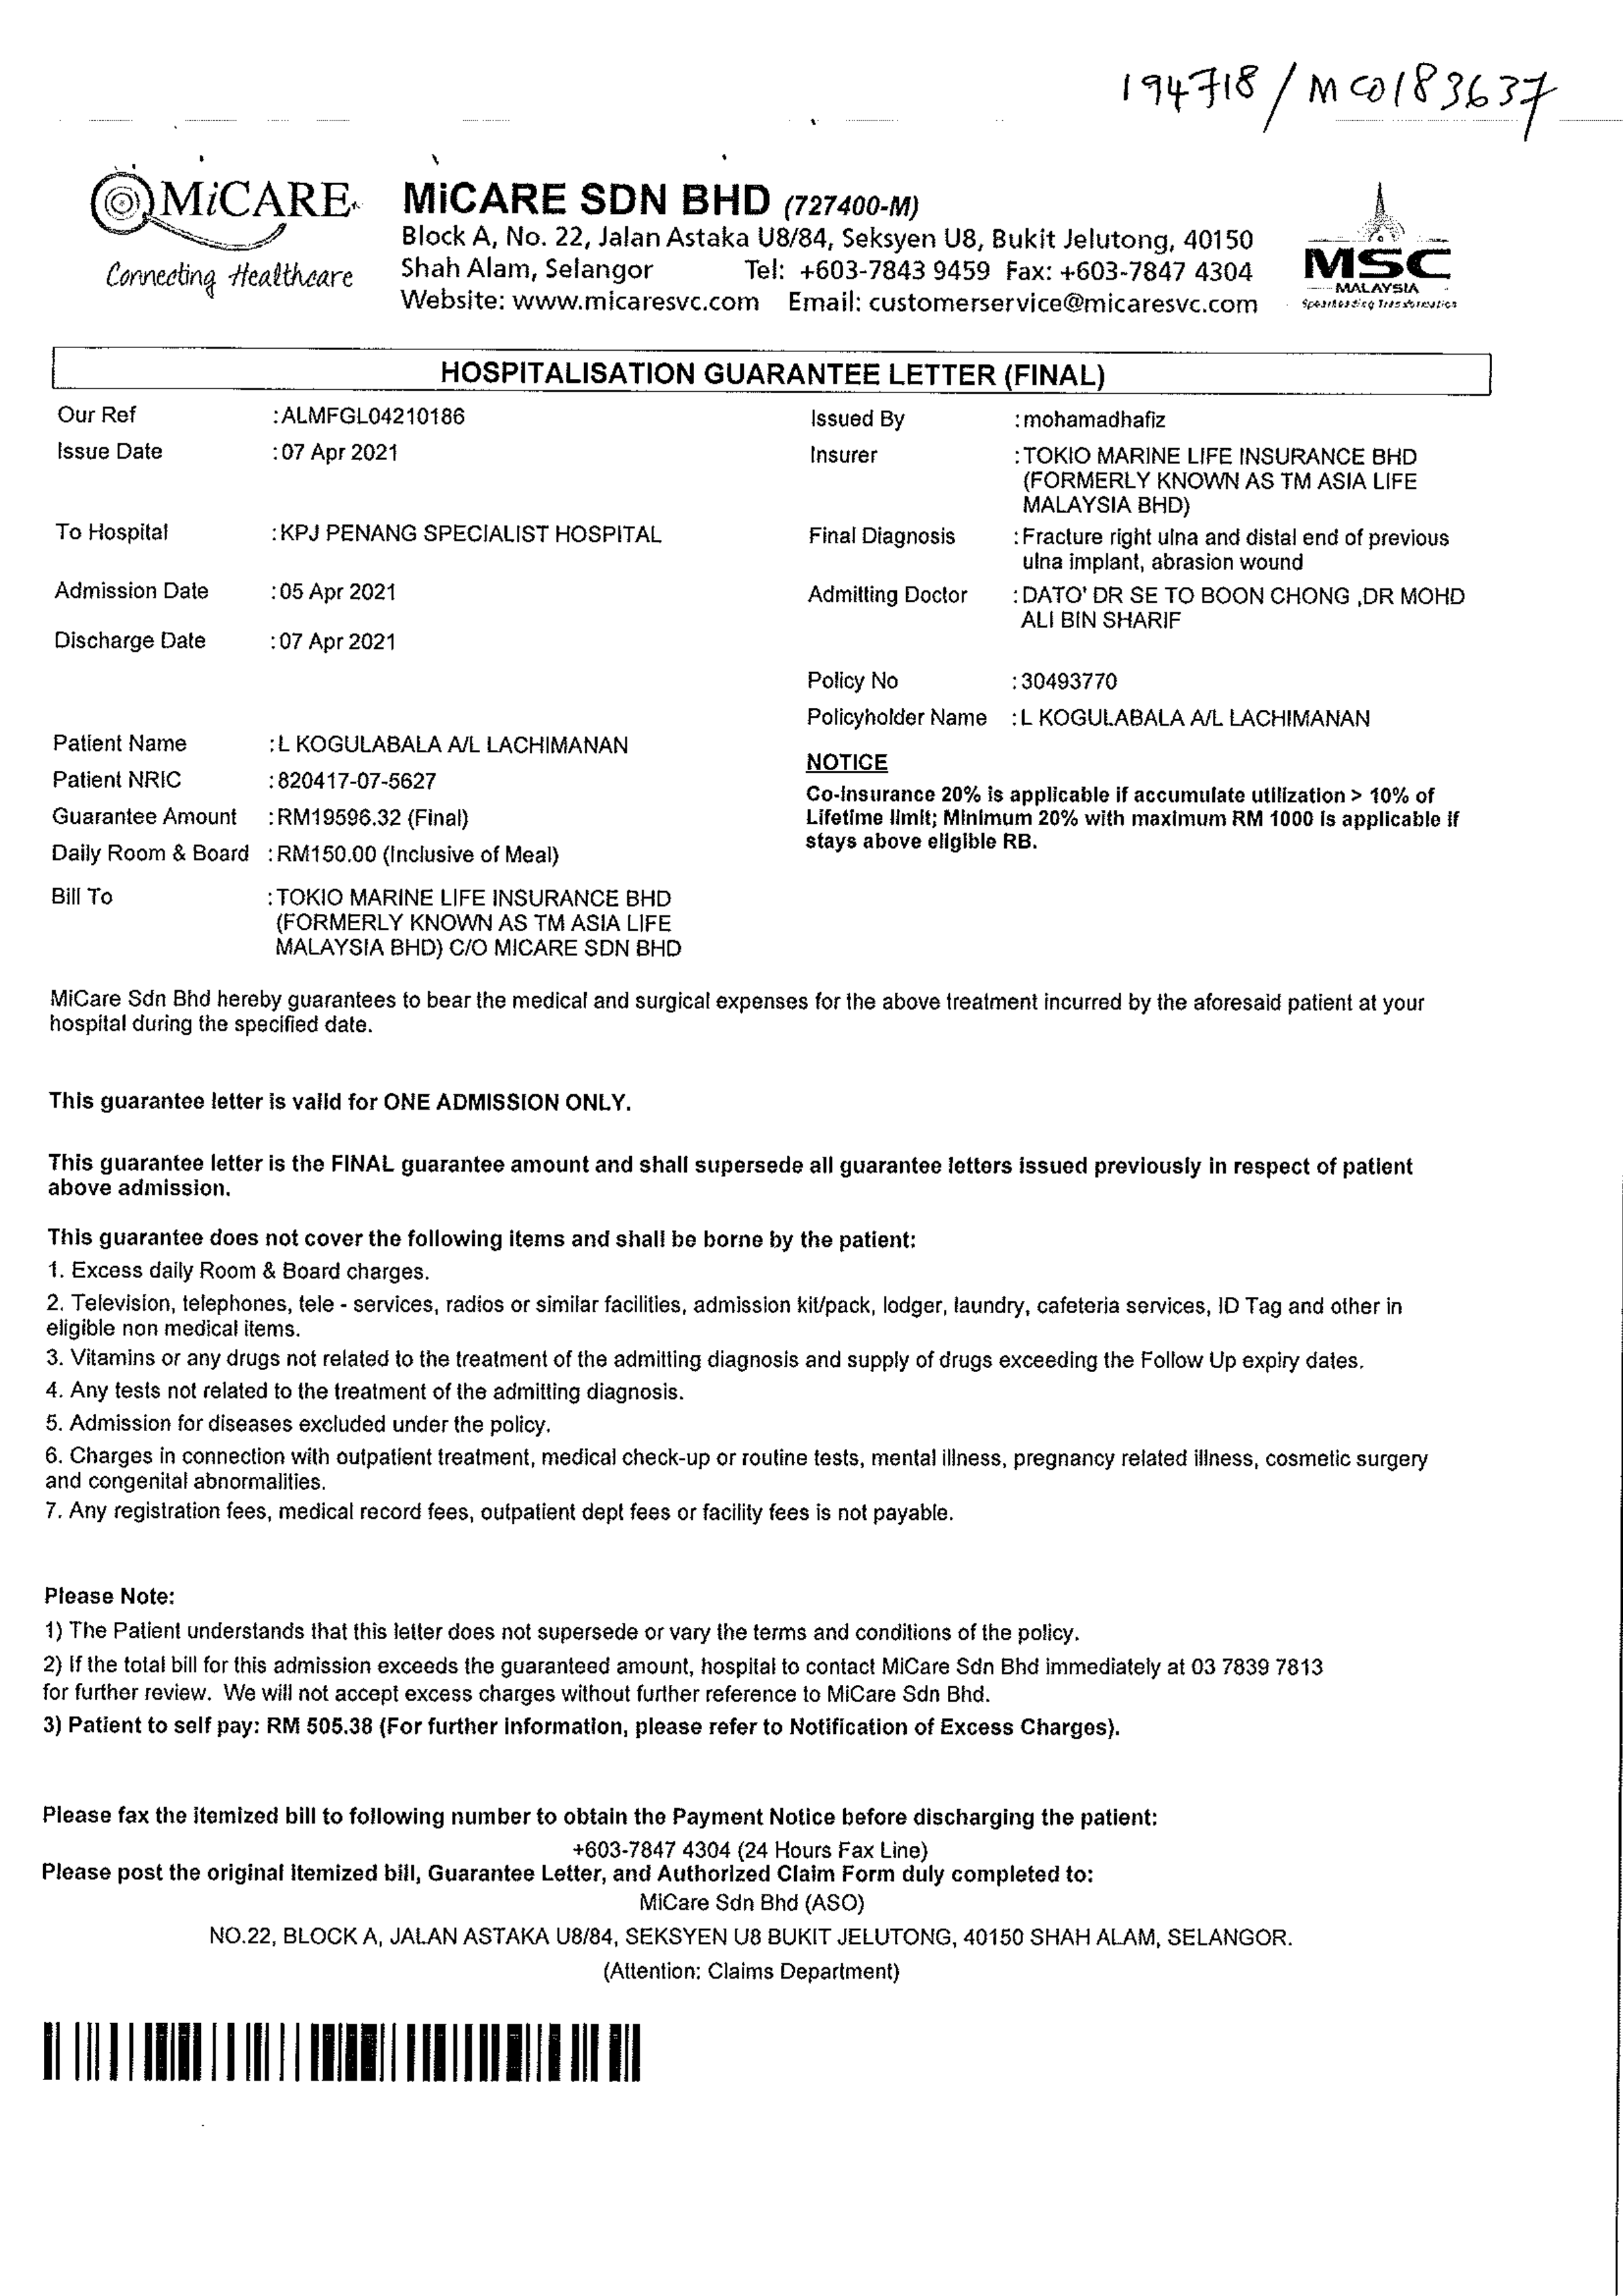 194718/MC0183637
MiCARE
Connecting Healthcare
MiCARE SDN BHD (727400-M)
Block A, No. 22, Jalan Astaka U8/84, Seksyen U8, Bukit Jelutong, 40150
Shah Alam, Selangor Tel: +603-7843 9459 Fax: +603-7847 4304
Website: www.micaresvc.com Email: customerservice@micaresvc.com
MSC
MALAYSIA
HOSPITALISATION GUARANTEE LETTER (FINAL)
Our Ref :ALMFGL04210186
Issued By :mohamadhafiz
Issue Date :07 Apr 2021
Insurer :TOKIO MARINE LIFE INSURANCE BHD
(FORMERLY KNOWN AS TM ASIA LIFE
MALAYSIA BHD)
To Hospital :KPJ PENANG SPECIALIST HOSPITAL
Final Diagnosis :Fracture right ulna and distal end of previous
ulna implant, abrasion wound
Admission Date :05 Apr 2021
Admitting Doctor :DATO' DR SE TO BOON CHONG ,DR MOHD
ALI BIN SHARIF
Discharge Date :07 Apr 2021
Policy No :30493770
Policyholder Name :L KOGULABALA A/L LACHIMANAN
Patient Name :L KOGULABALA A/L LACHIMANAN
Patient NRIC :820417-07-5627
Guarantee Amount :RM19596.32 (Final)
Daily Room & Board :RM150.00 (Inclusive of Meal)
NOTICE
Co-Insurance 20% is applicable if accumulate utilization > 10% of
Lifetime limit; Minimum 20% with maximum RM 1000 is applicable if
stays above eligible RB.
Bill To :TOKIO MARINE LIFE INSURANCE BHD
(FORMERLY KNOWN AS TM ASIA LIFE
MALAYSIA BHD) C/O MICARE SDN BHD
MiCare Sdn Bhd hereby guarantees to bear the medical and surgical expenses for the above treatment incurred by the aforesaid patient at your
hospital during the specified date.
This guarantee letter is valid for ONE ADMISSION ONLY.
This guarantee letter is the FINAL guarantee amount and shall supersede all guarantee letters issued previously in respect of patient
above admission.
This guarantee does not cover the following items and shall be borne by the patient:
1. Excess daily Room & Board charges.
2. Television, telephones, tele - services, radios or similar facilities, admission kit/pack, lodger, laundry, cafeteria services, ID Tag and other in
eligible non medical items.
3. Vitamins or any drugs not related to the treatment of the admitting diagnosis and supply of drugs exceeding the Follow Up expiry dates.
4. Any tests not related to the treatment of the admitting diagnosis.
5. Admission for diseases excluded under the policy.
6. Charges in connection with outpatient treatment, medical check-up or routine tests, mental illness, pregnancy related illness, cosmetic surgery
and congenital abnormalities.
7. Any registration fees, medical record fees, outpatient dept fees or facility fees is not payable.
Please Note:
1) The Patient understands that this letter does not supersede or vary the terms and conditions of the policy.
2) If the total bill for this admission exceeds the guaranteed amount, hospital to contact MiCare Sdn Bhd immediately at 03 7839 7813
for further review. We will not accept excess charges without further reference to MiCare Sdn Bhd.
3) Patient to self pay: RM 505.38 (For further information, please refer to Notification of Excess Charges).
Please fax the itemized bill to following number to obtain the Payment Notice before discharging the patient:
+603-7847 4304 (24 Hours Fax Line)
Please post the original itemized bill, Guarantee Letter, and Authorized Claim Form duly completed to:
MiCare Sdn Bhd (ASO)
NO.22, BLOCK A, JALAN ASTAKA U8/84, SEKSYEN U8 BUKIT JELUTONG, 40150 SHAH ALAM, SELANGOR.
(Attention: Claims Department)